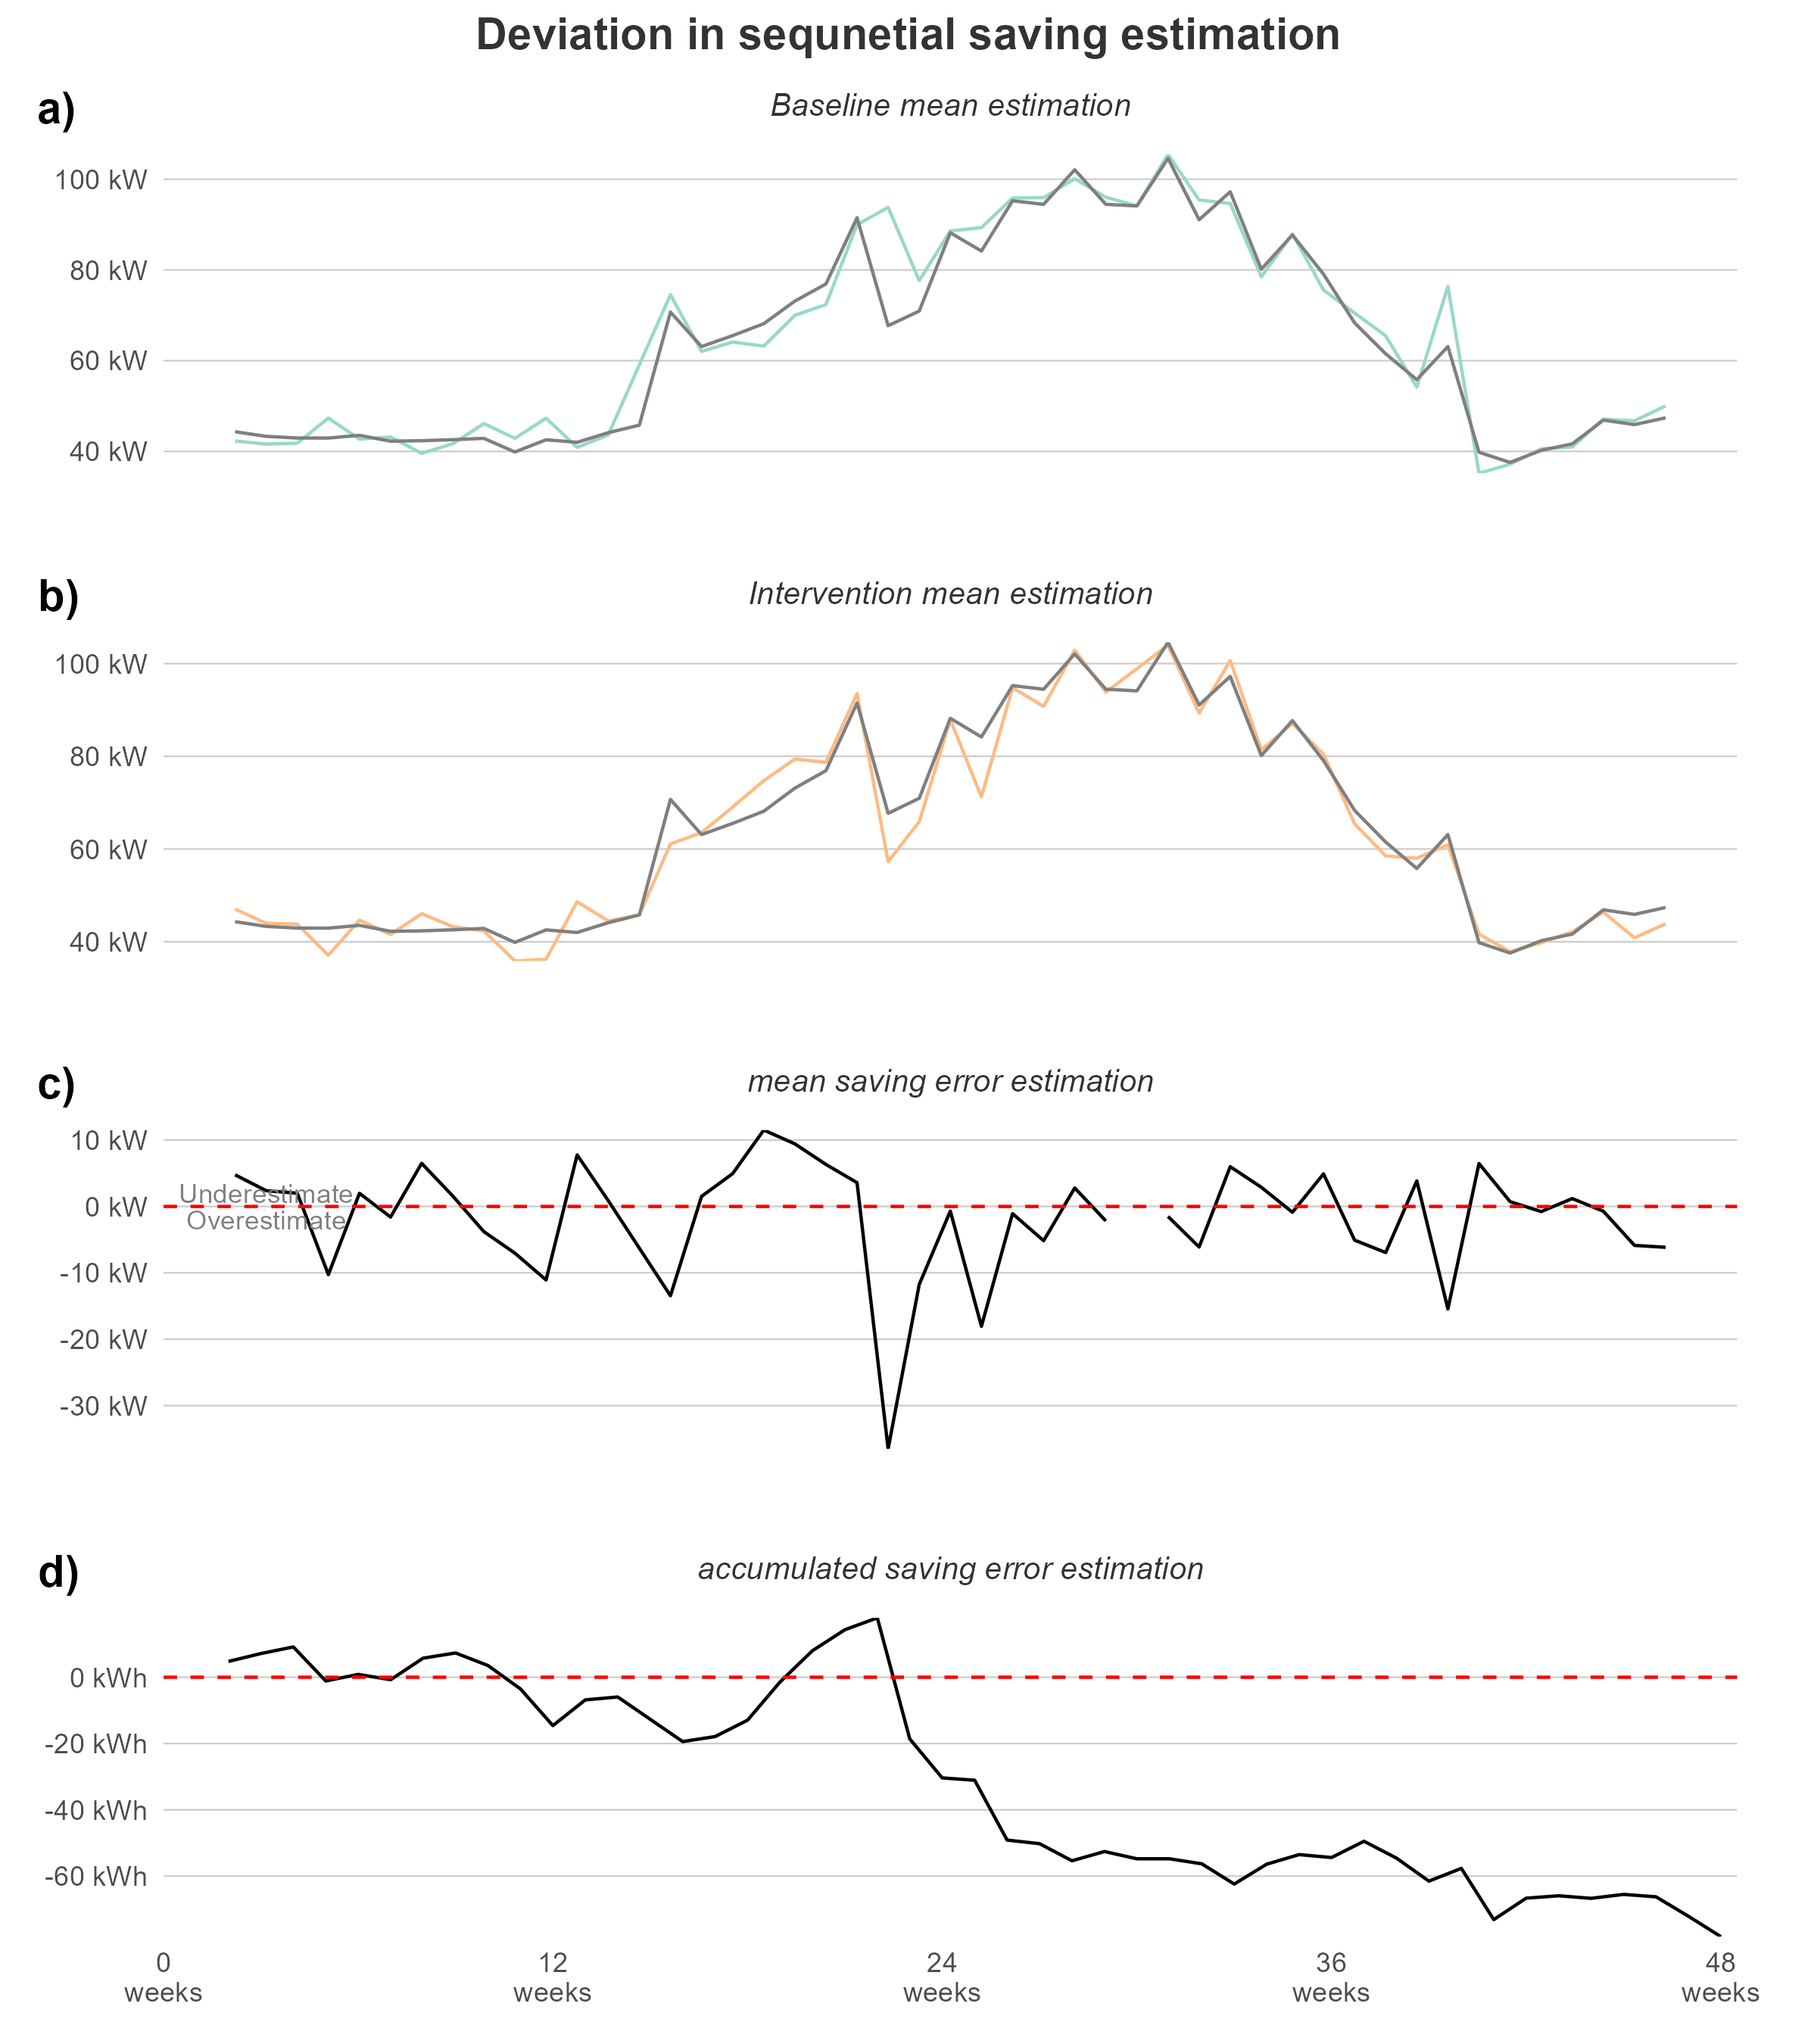 Deviation in sequnetial saving estimation
a)
Baseline mean estimation
100 kW
80 kW
60 kW
40 kW
b)
Intervention mean estimation
100 kW
80 kW
60 kW
40 kW
c)
mean saving error estimation
10 kW
Underestimate
0 kW
Overestimate
-10 kW
-20 kW
-30 kW
d)
accumulated saving error estimation
0 kWh
-20 kWh
-40 kWh
-60 kWh
0 12 24 36 48
weeks weeks weeks weeks weeks